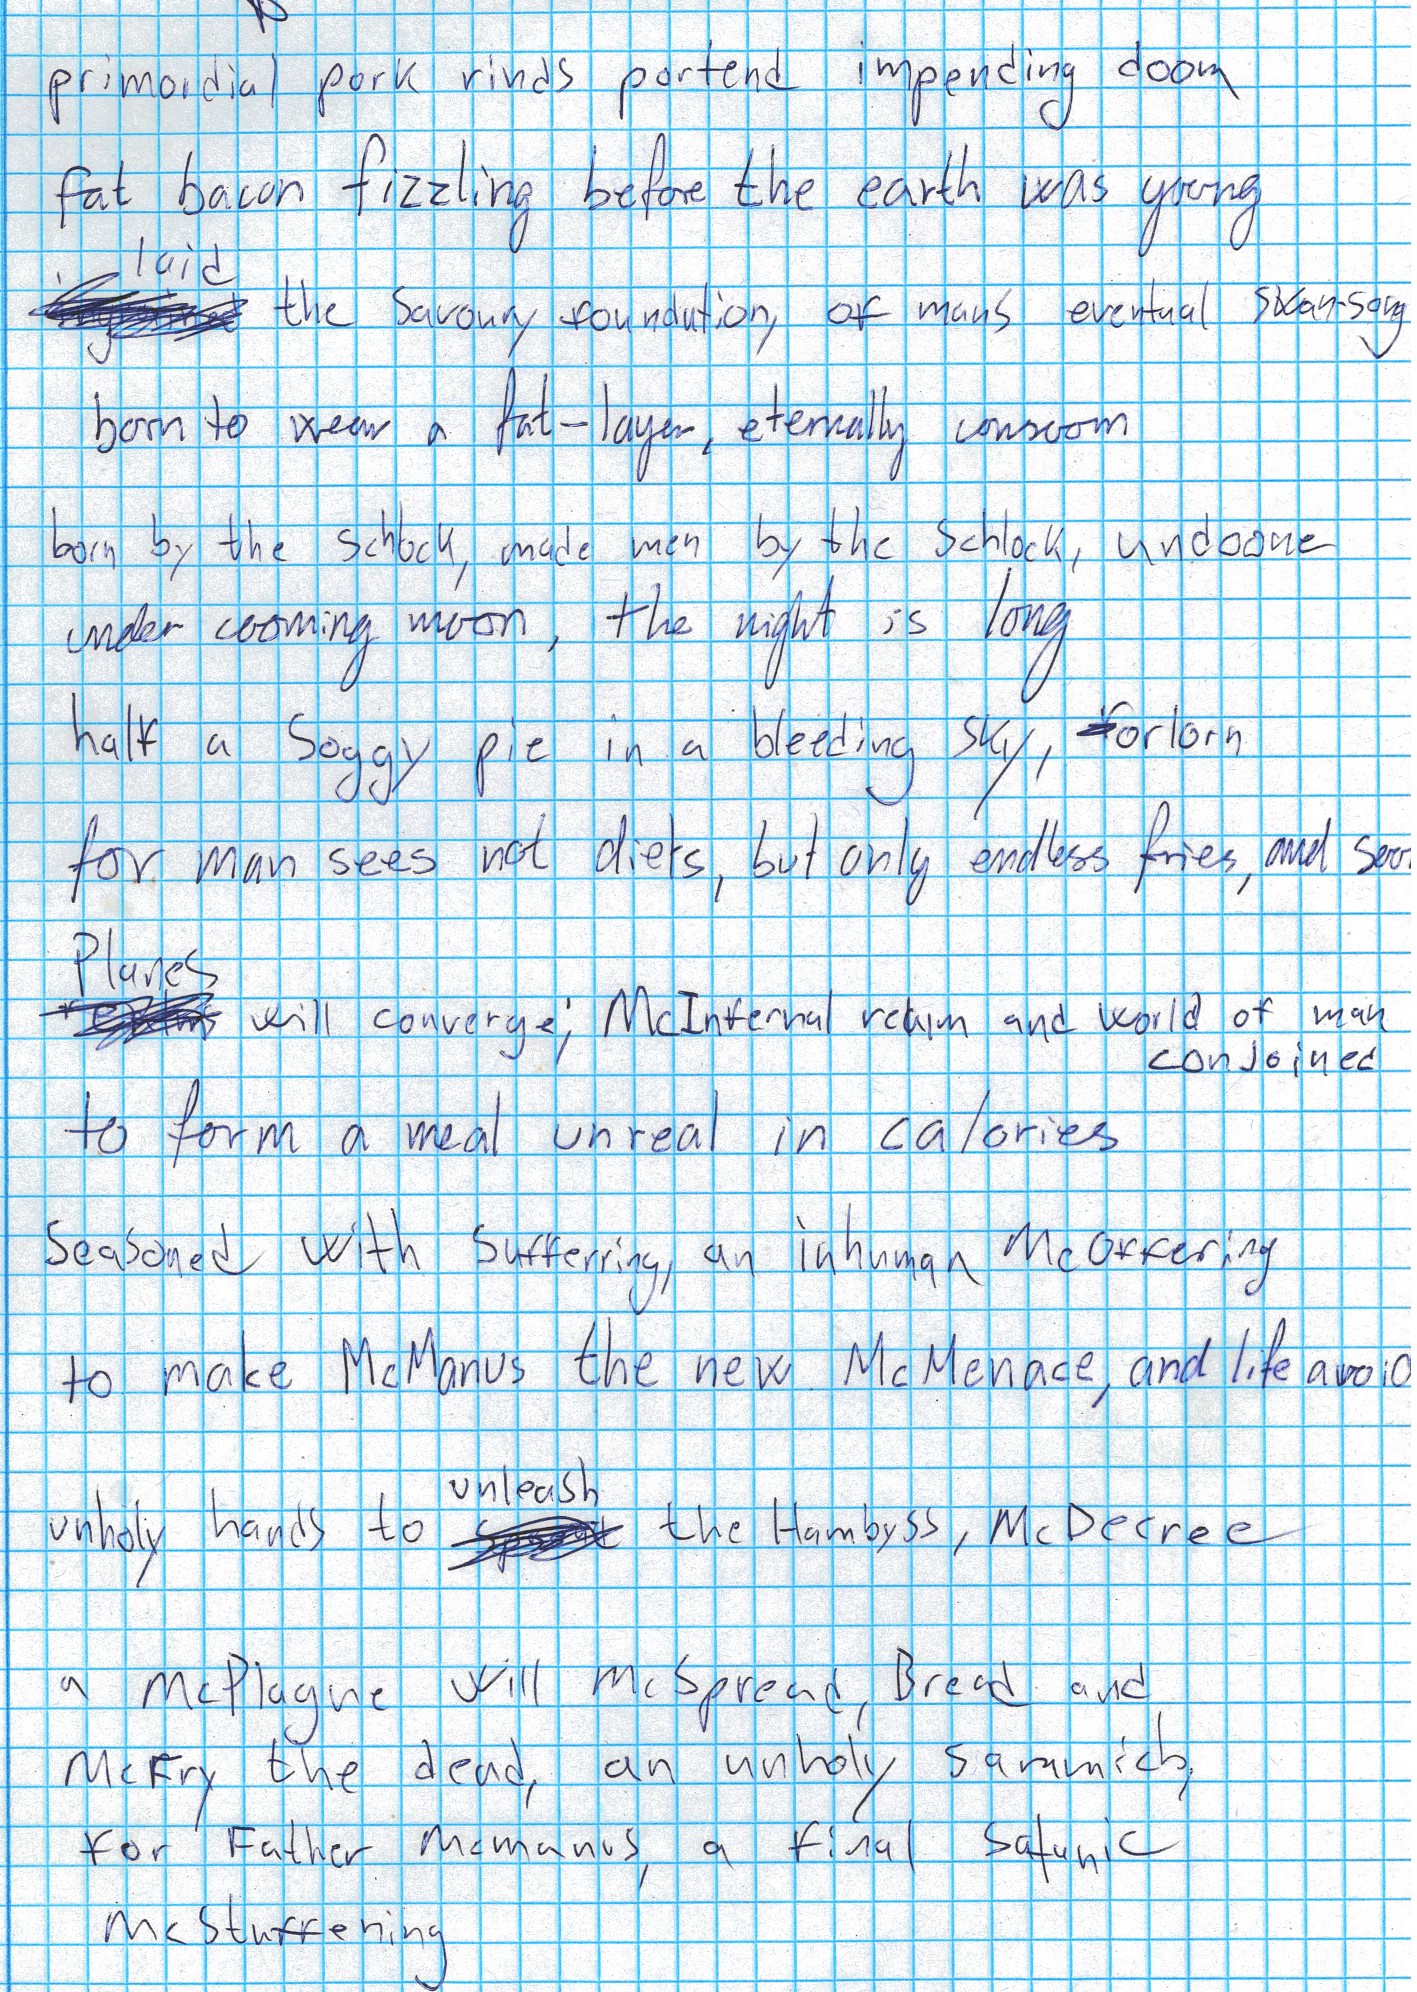 primordial pork rinds portend impending doom
fat bacon fizzling before the earth was young
laid
the savoury foundation, of mans eventual swan-song
born to wear a fat-layer, eternally consoom
born by the schlock, made men by the schlock, undoone
under cooming moon, the night is long
half a soggy pie in a bleeding sky, forlorn
for man sees not diets, but only endless fries, and soon
Planes
will converge; McInfernal realm and world of man
conjoined
to form a meal unreal in calories
seasoned with sufferring, an inhuman McOffering
to make McManus the new McMenace, and life avoid
unleash
unholy hands to the Hambyss, McDecree
a McPlague will McSpread, Bread and
McFry the dead, an unholy sammich,
for Father Mcmanus, a final satanic
McStuffering